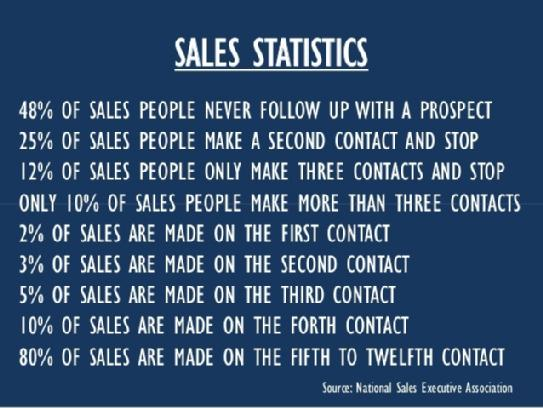 SALES STATISTICS
48% OF SALES PEOPLE NEVER FOLLOW UP WITH A PROSPECT
25% OF SALES PEOPLE MAKE A SECOND CONTACT AND STOP
12% OF SALES PEOPLE ONLY MAKE THREE CONTACTS AND STOP
ONLY 10% OF SALES PEOPLE MAKE MORE THAN THREE CONTACTS
2% OF SALES ARE MADE ON THE FIRST CONTACT
3% OF SALES ARE MADE ON THE SECOND CONTACT
5% OF SALES ARE MADE ON THE THIRD CONTACT
10% OF SALES ARE MADE ON THE FORTH CONTACT
80% OF SALES ARE MADE ON THE FIFTH TO TWELFTH CONTACT
Source: National Sales Executive Association